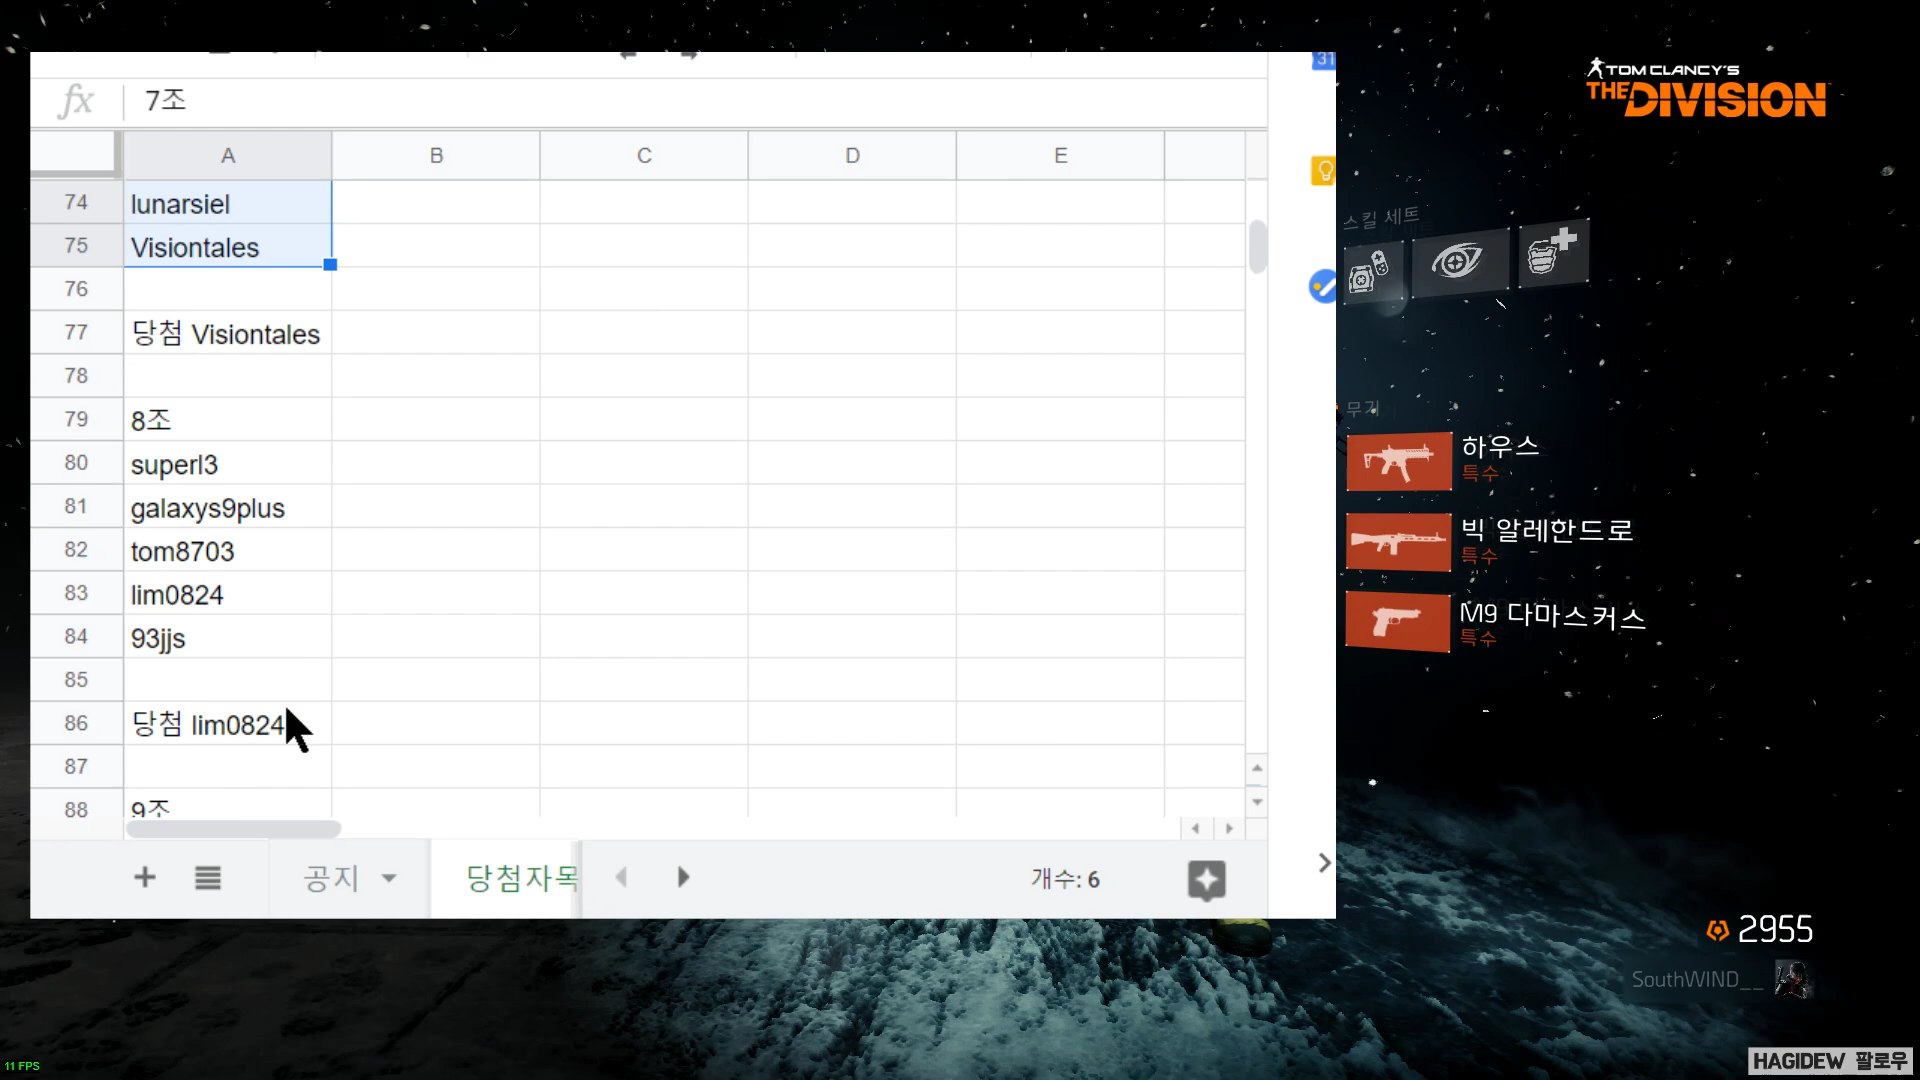 fx 7조
31
A B C D E
74 lunarsiel
75 Visiontales
76
77 당첨 Visiontales
78
79 8조
80 superl3
81 galaxys9plus
82 tom8703
83 lim0824
84 93jjs
85
86 당첨 lim0824
87
88 9조
공지
당첨자목
개수: 6
TOM CLANCY'S
THE DIVISION
스킬 세트
무기
하우스
특수
빅 알레한드로
특수
M9 다마스커스
특수
2955
SouthWIND__
11 FPS
HAGIDEW 팔로우